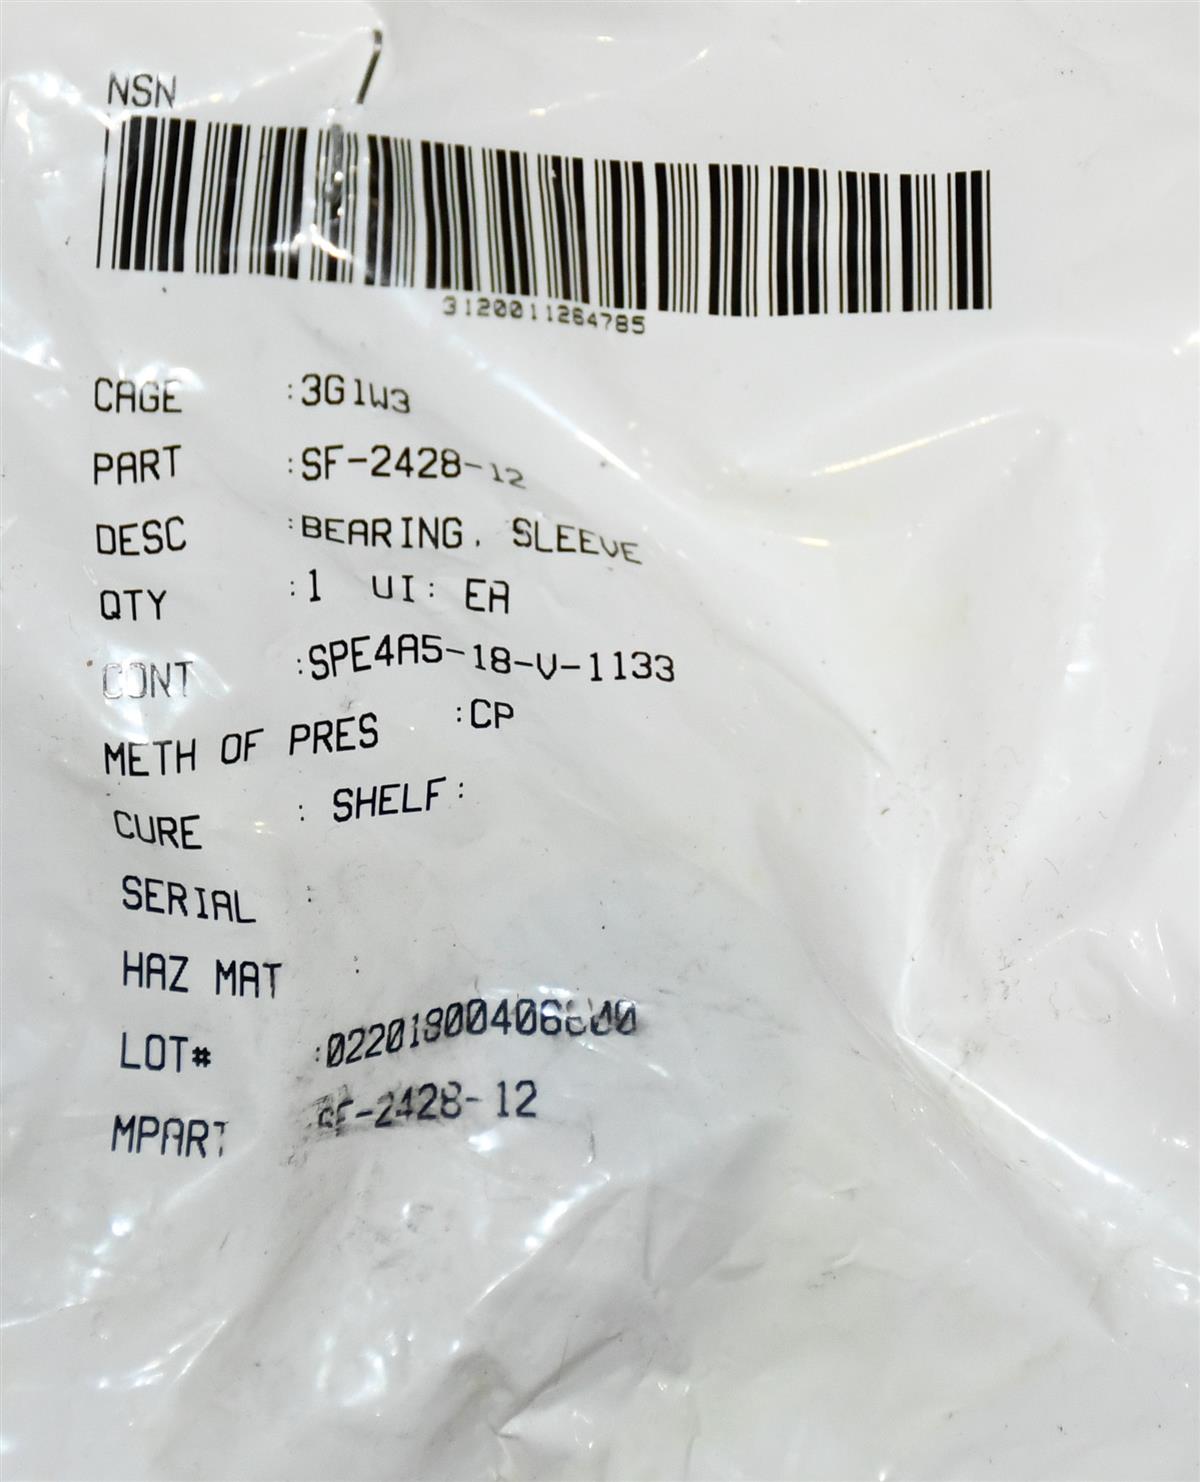 NSN
3120011264785
CAGE :3G1W3
PART :SF-2428-12
DESC :BEARING, SLEEVE
QTY :1 UI: EA
CONT :SPE4A5-18-V-1133
METH OF PRES :CP
CURE : SHELF:
SERIAL :
HAZ MAT :
LOT# :
MPART :SF-2428-12